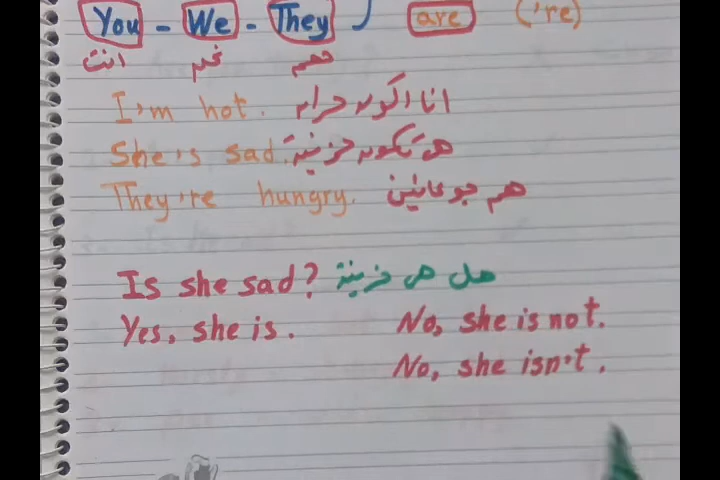 You - We - They ) are ('re)
انت نحن هم
I'm hot. انا اكون حران
She's sad. هي تكون حزينة
They're hungry. هم جوعانين
Is she sad? هل هي حزينة
Yes, she is. No, she is not.
No, she isn't.